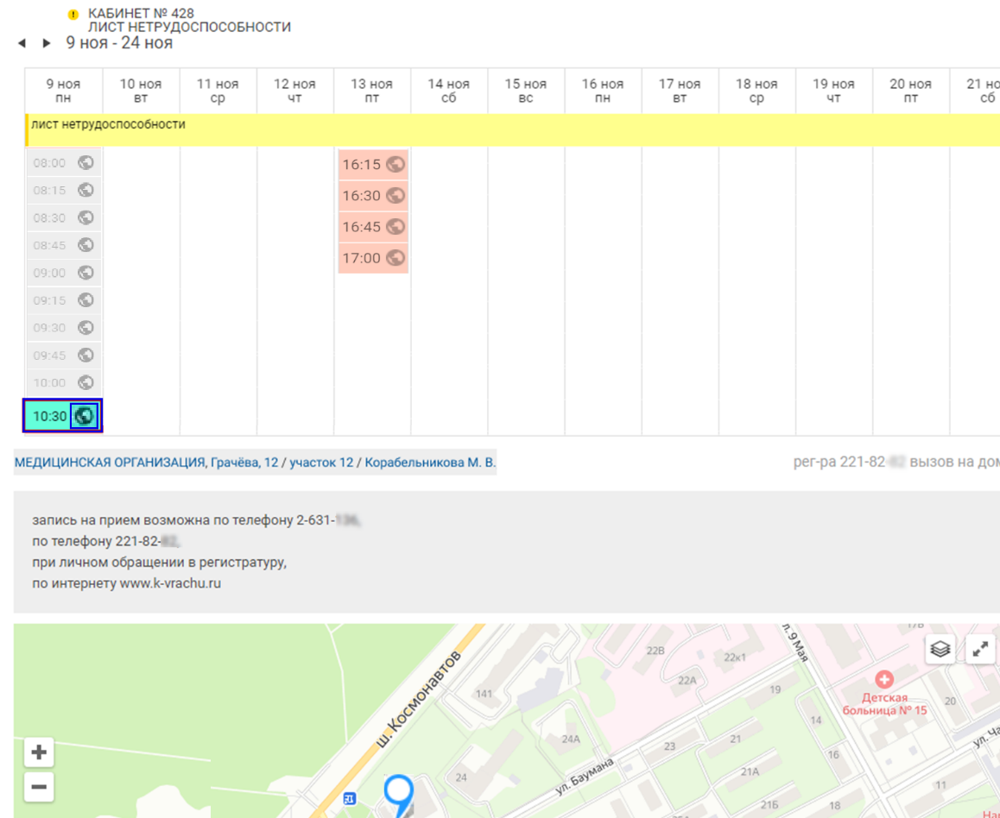 КАБИНЕТ № 428
ЛИСТ НЕТРУДОСПОСОБНОСТИ
9 ноя - 24 ноя
9 ноя 10 ноя 11 ноя 12 ноя 13 ноя 14 ноя 15 ноя 16 ноя 17 ноя 18 ноя 19 ноя 20 ноя 21 но
пн вт ср чт пт сб вс пн вт ср чт пт сб
лист нетрудоспособности
08:00 16:15
08:15 16:30
08:30 16:45
08:45 17:00
09:00
09:15
09:30
09:45
10:00
10:30
МЕДИЦИНСКАЯ ОРГАНИЗАЦИЯ, Грачёва, 12 / участок 12 / Корабельникова М. В.
рег-ра 221-82- вызов на дом
запись на прием возможна по телефону 2-631-
по телефону 221-82-
при личном обращении в регистратуру,
по интернету www.k-vrachu.ru
17В
л. 9 Мая
22В
22к1
ш. Космонавтов
22А
141
19
Детская
больница № 15
20
14
ул. Ча
24А
23
21
16
21А
24
ул. Баумана
11
21Б
18
На